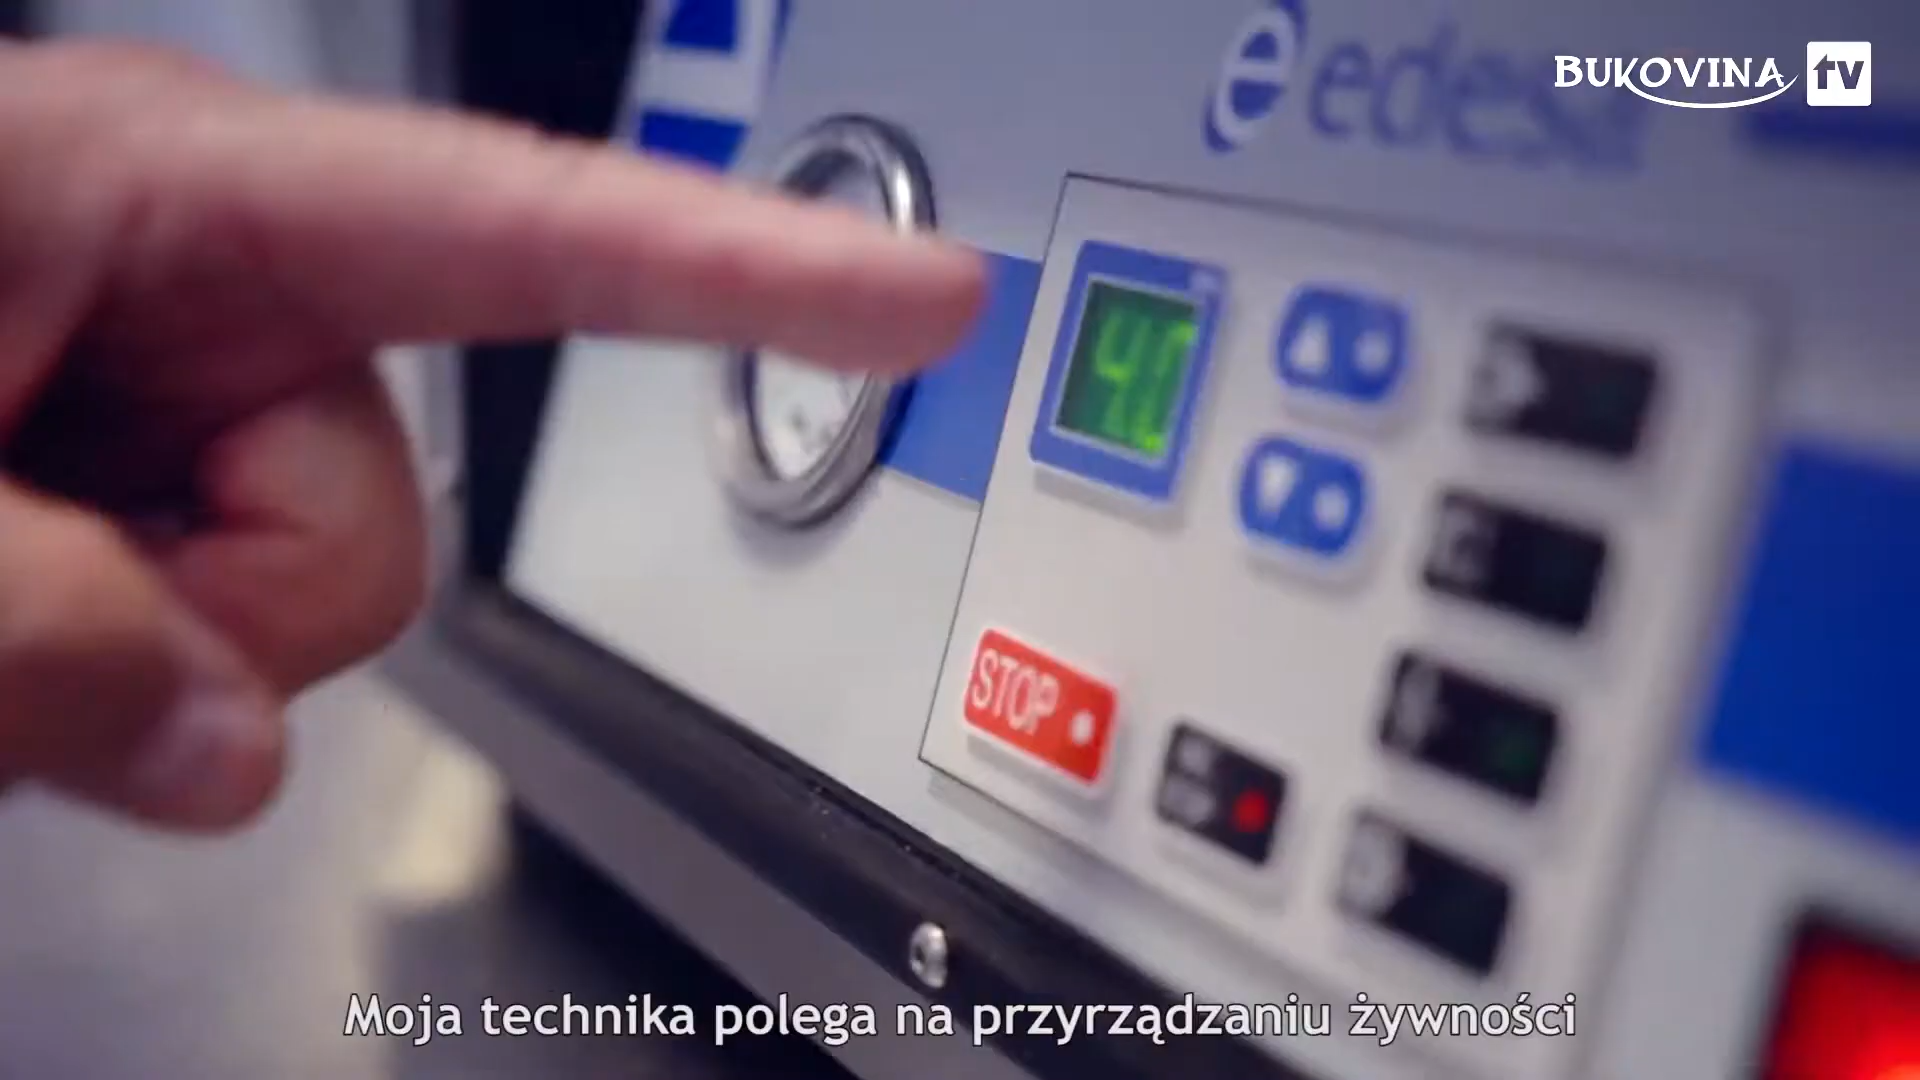 BUKOVINA tv
edesa
40
STOP
Moja technika polega na przyrządzaniu żywności